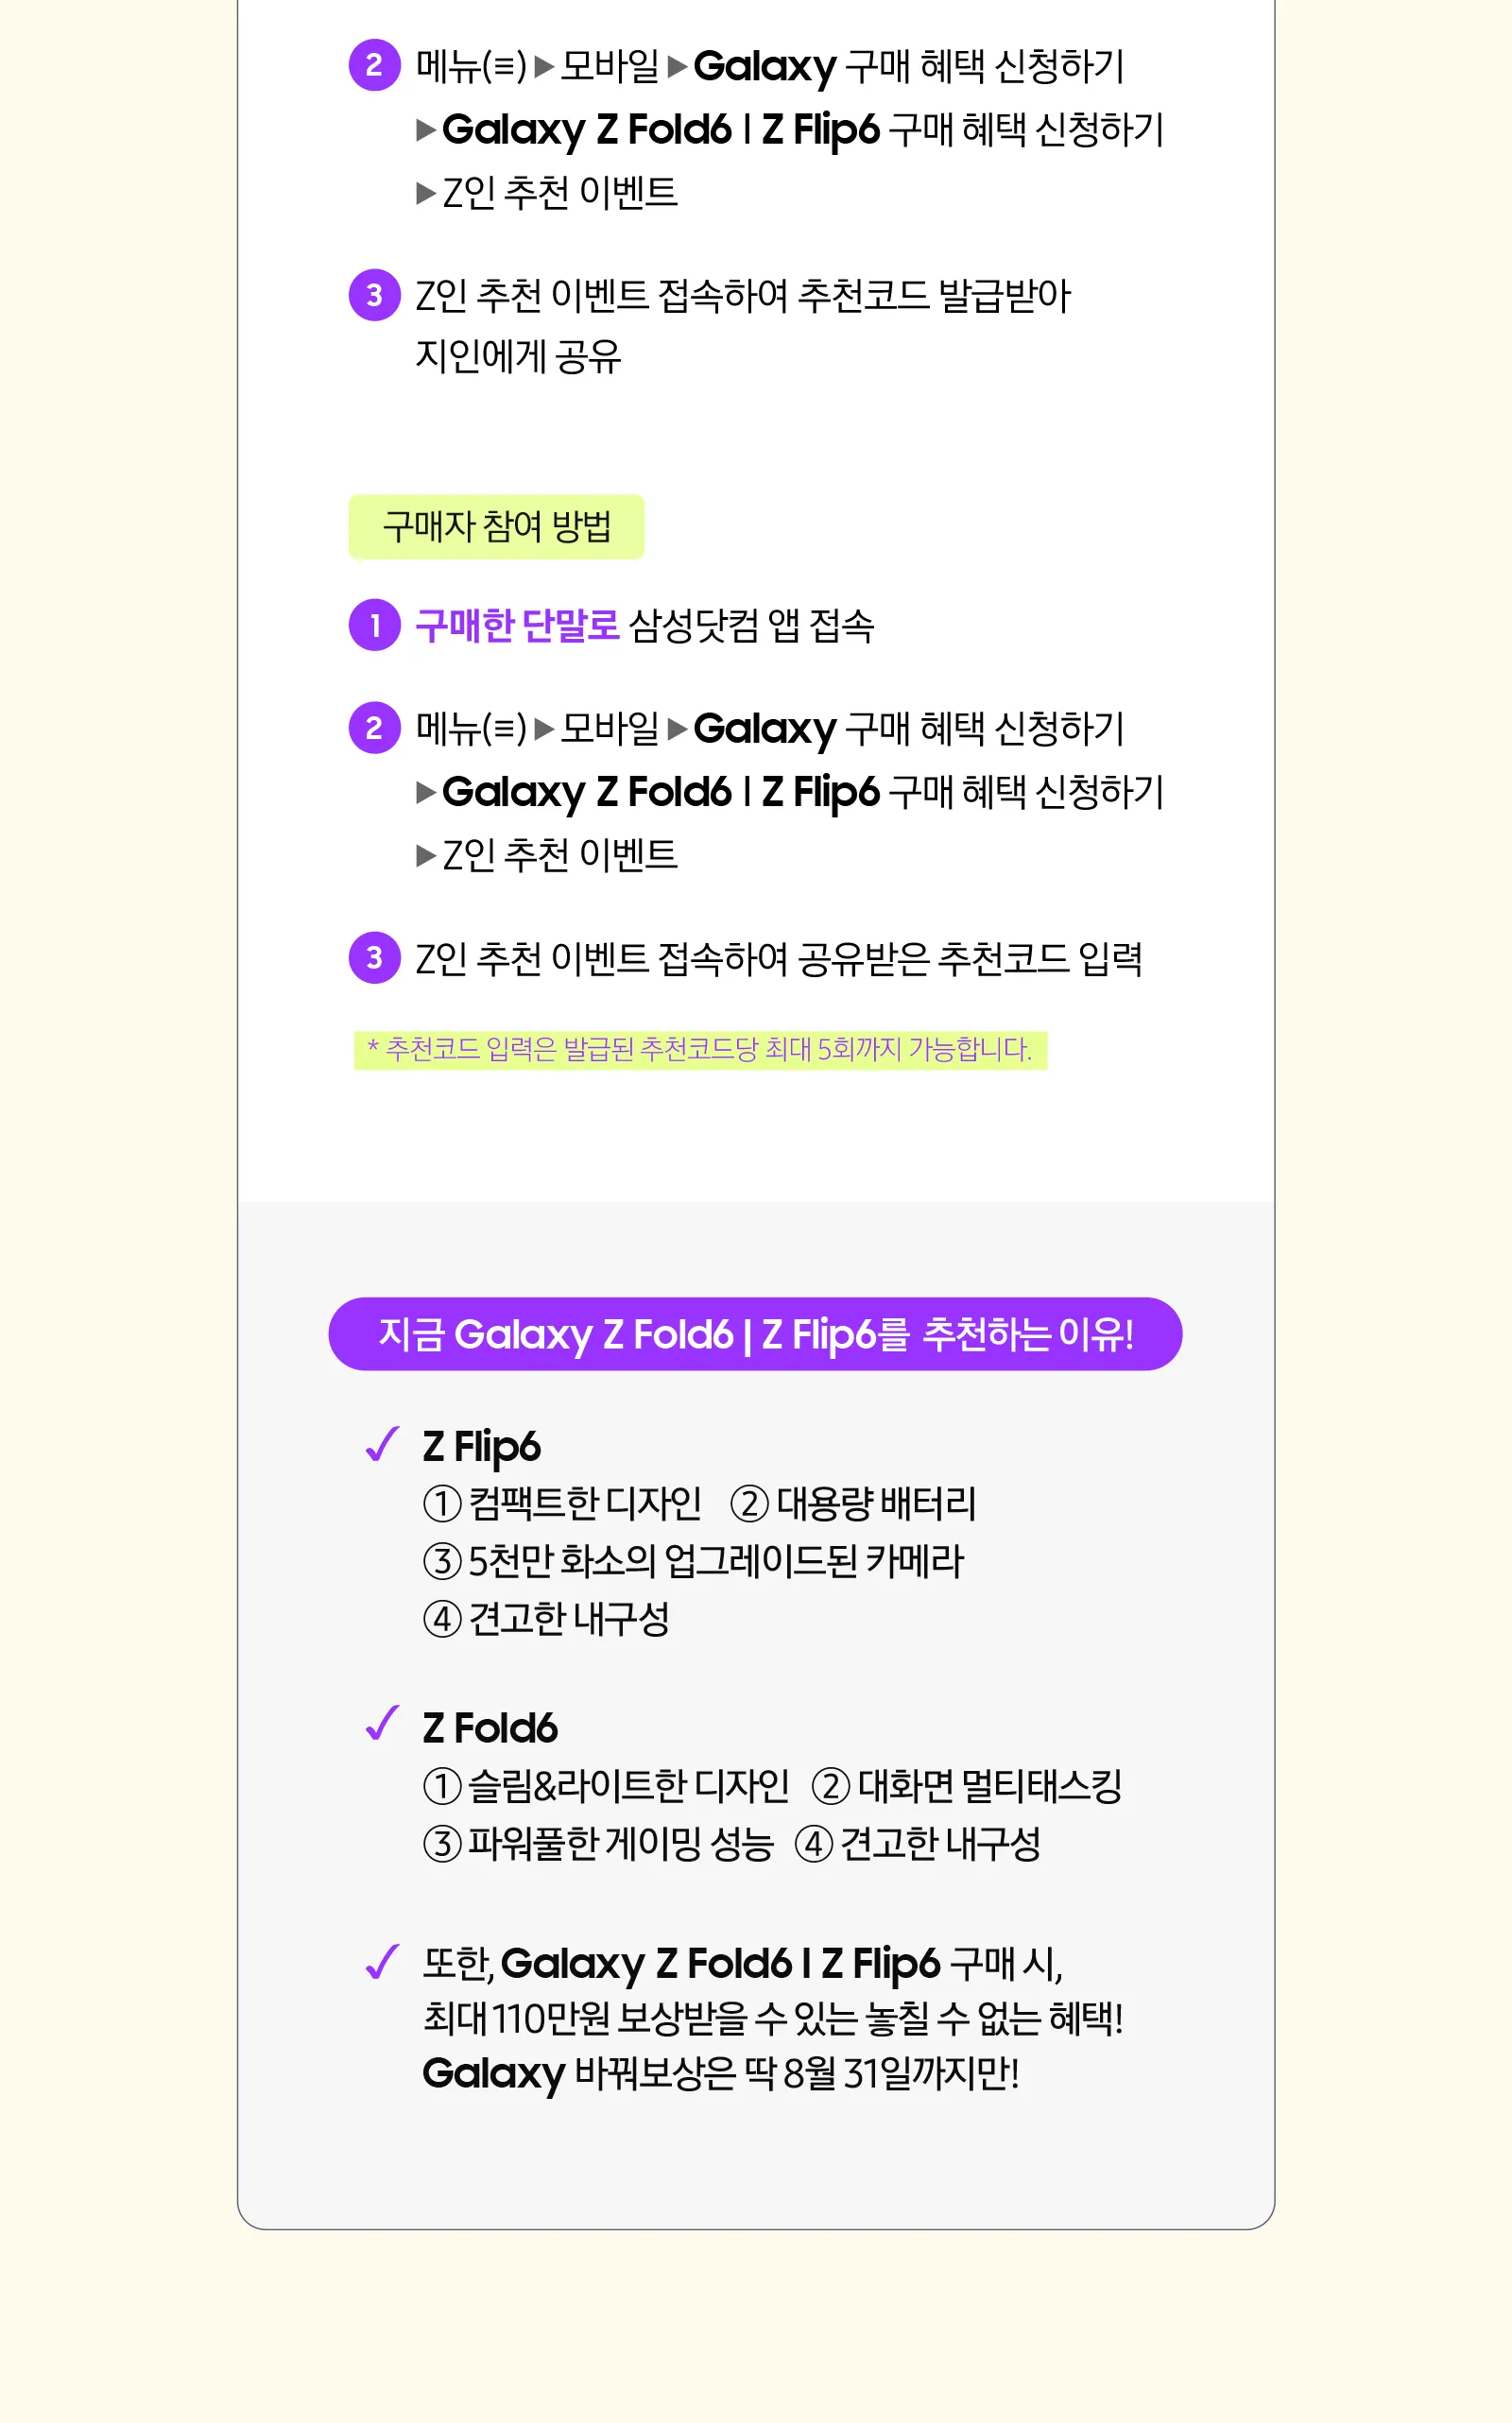 2 메뉴(≡) ▶ 모바일 ▶ Galaxy 구매 혜택 신청하기
▶ Galaxy Z Fold6 | Z Flip6 구매 혜택 신청하기
▶ Z인 추천 이벤트
3 Z인 추천 이벤트 접속하여 추천코드 발급받아
지인에게 공유
구매자 참여 방법
1 구매한 단말로 삼성닷컴 앱 접속
2 메뉴(≡) ▶ 모바일 ▶ Galaxy 구매 혜택 신청하기
▶ Galaxy Z Fold6 | Z Flip6 구매 혜택 신청하기
▶ Z인 추천 이벤트
3 Z인 추천 이벤트 접속하여 공유받은 추천코드 입력
* 추천코드 입력은 발급된 추천코드당 최대 5회까지 가능합니다.
지금 Galaxy Z Fold6 | Z Flip6를 추천하는 이유!
✓ Z Flip6
① 컴팩트한 디자인 ② 대용량 배터리
③ 5천만 화소의 업그레이드된 카메라
④ 견고한 내구성
✓ Z Fold6
① 슬림&라이트한 디자인 ② 대화면 멀티태스킹
③ 파워풀한 게이밍 성능 ④ 견고한 내구성
✓ 또한, Galaxy Z Fold6 | Z Flip6 구매 시,
최대 110만원 보상받을 수 있는 놓칠 수 없는 혜택!
Galaxy 바꿔보상은 딱 8월 31일까지만!